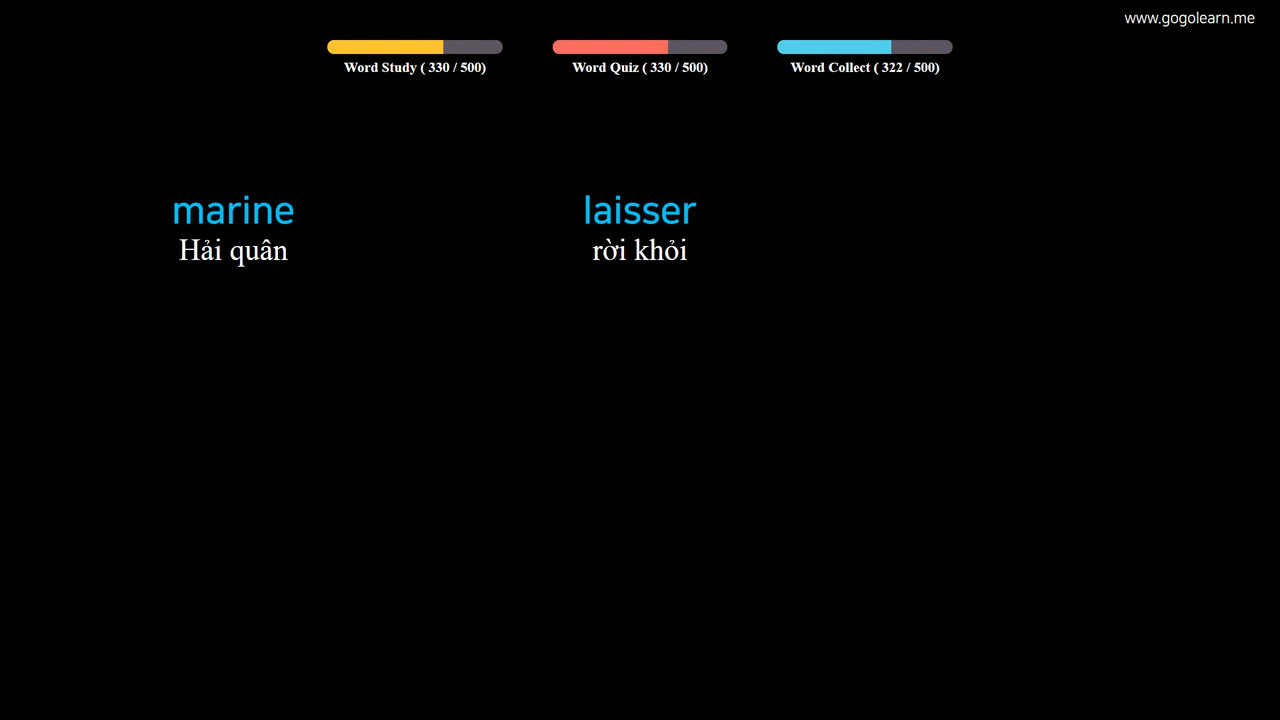 www.gogolearn.me
Word Study ( 330 / 500)
Word Quiz ( 330 / 500)
Word Collect ( 322 / 500)
marine
Hải quân
laisser
rời khỏi